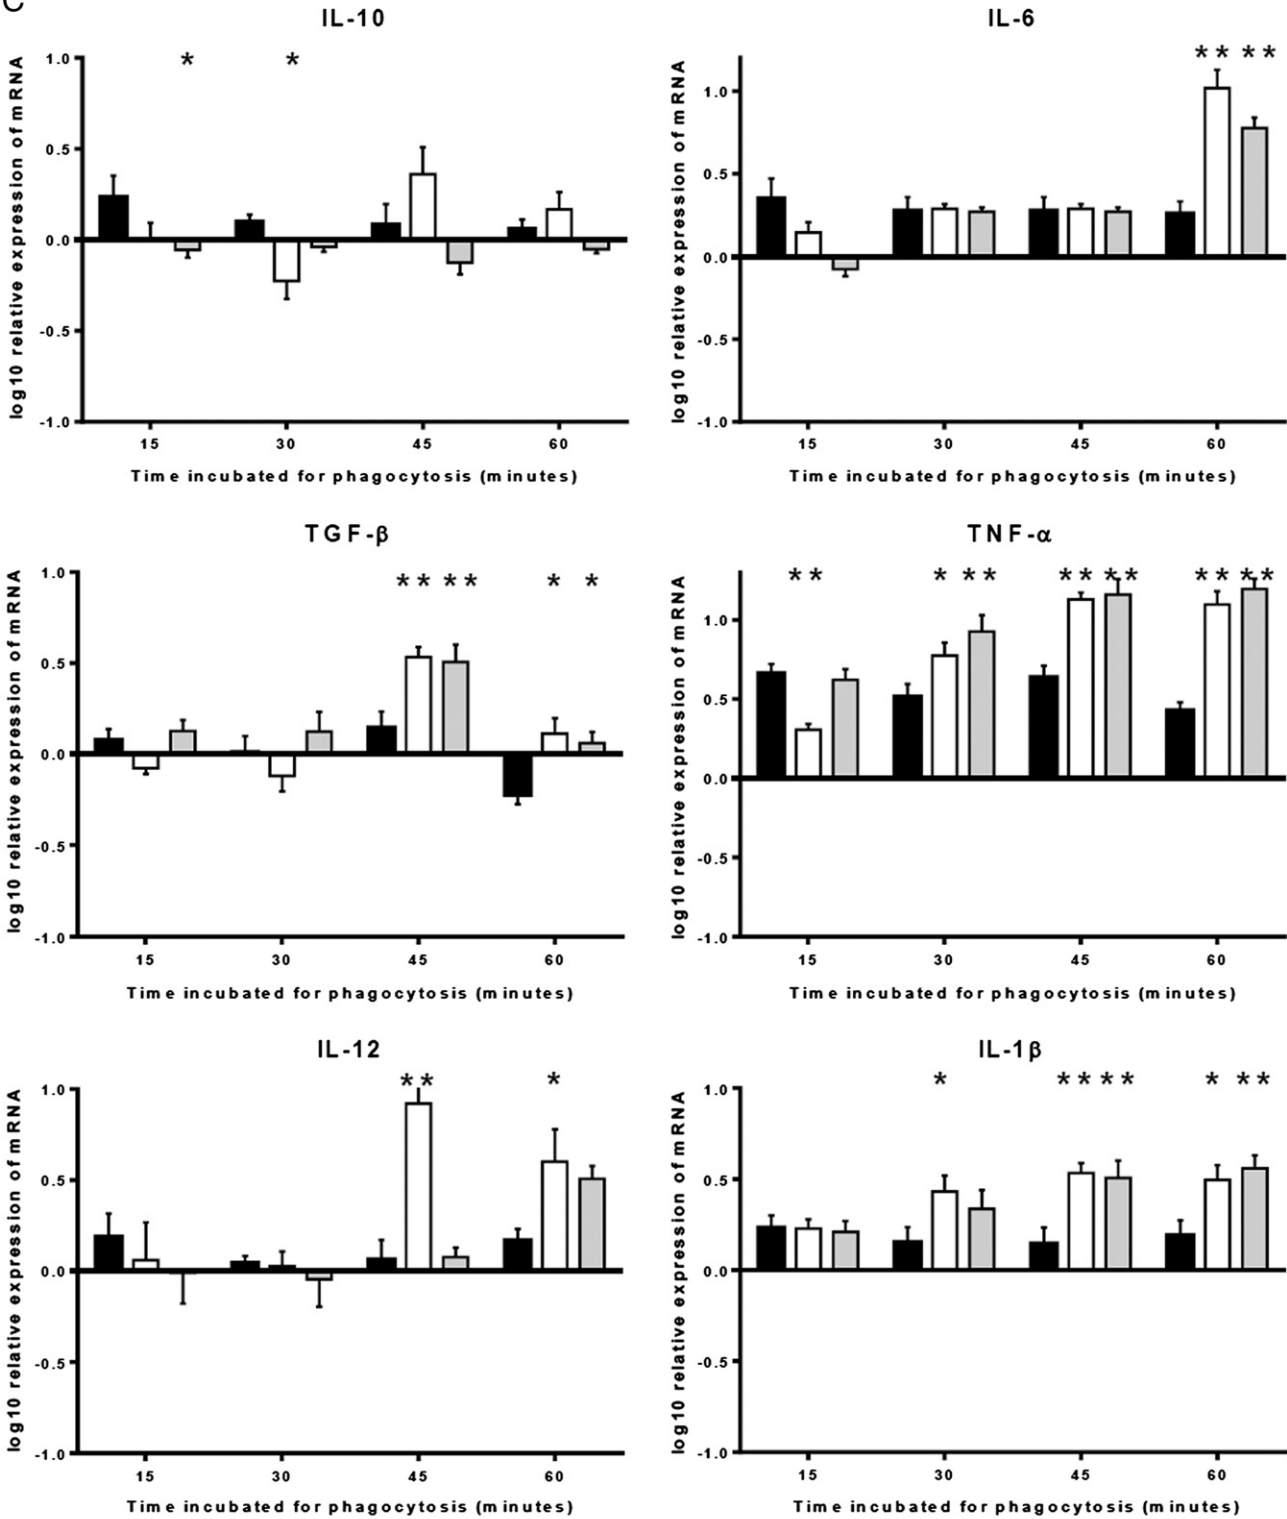 C
IL-10
* *
1.0
0.5
0.0
-0.5
-1.0
log10 relative expression of mRNA
15 30 45 60
Time incubated for phagocytosis (minutes)
IL-6
** **
1.0
0.5
0.0
-0.5
-1.0
log10 relative expression of mRNA
15 30 45 60
Time incubated for phagocytosis (minutes)
TGF-β
** ** * *
1.0
0.5
0.0
-0.5
-1.0
log10 relative expression of mRNA
15 30 45 60
Time incubated for phagocytosis (minutes)
TNF-α
** * ** ** ** ** **
1.0
0.5
0.0
-0.5
-1.0
log10 relative expression of mRNA
15 30 45 60
Time incubated for phagocytosis (minutes)
IL-12
** *
1.0
0.5
0.0
-0.5
-1.0
log10 relative expression of mRNA
15 30 45 60
Time incubated for phagocytosis (minutes)
IL-1β
* ** ** * **
1.0
0.5
0.0
-0.5
-1.0
log10 relative expression of mRNA
15 30 45 60
Time incubated for phagocytosis (minutes)